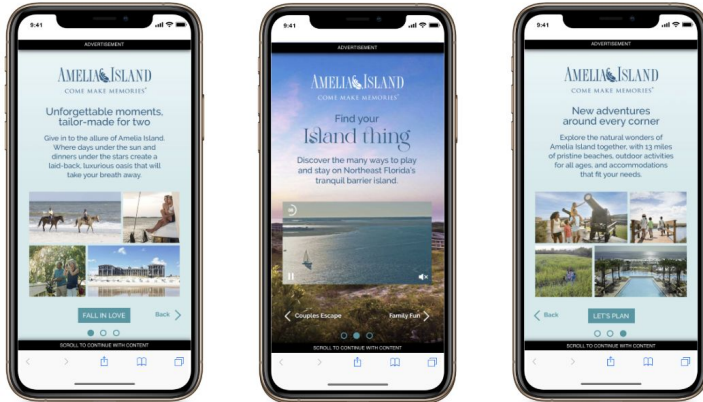 9:41
ADVERTISEMENT
AMELIA ISLAND
COME MAKE MEMORIES®
Unforgettable moments,
tailor-made for two
Give in to the allure of Amelia Island.
Where days under the sun and
dinners under the stars create a
laid-back, luxurious oasis that will
take your breath away.
FALL IN LOVE
Back
SCROLL TO CONTINUE WITH CONTENT
9:41
ADVERTISEMENT
AMELIA ISLAND
COME MAKE MEMORIES®
Find your
Island thing
Discover the many ways to play
and stay on Northeast Florida's
tranquil barrier island.
Couples Escape
Family Fun
SCROLL TO CONTINUE WITH CONTENT
9:41
ADVERTISEMENT
AMELIA ISLAND
COME MAKE MEMORIES®
New adventures
around every corner
Explore the natural wonders of
Amelia Island together, with 13 miles
of pristine beaches, outdoor activities
for all ages, and accommodations
that fit your needs.
Back
LET'S PLAN
SCROLL TO CONTINUE WITH CONTENT